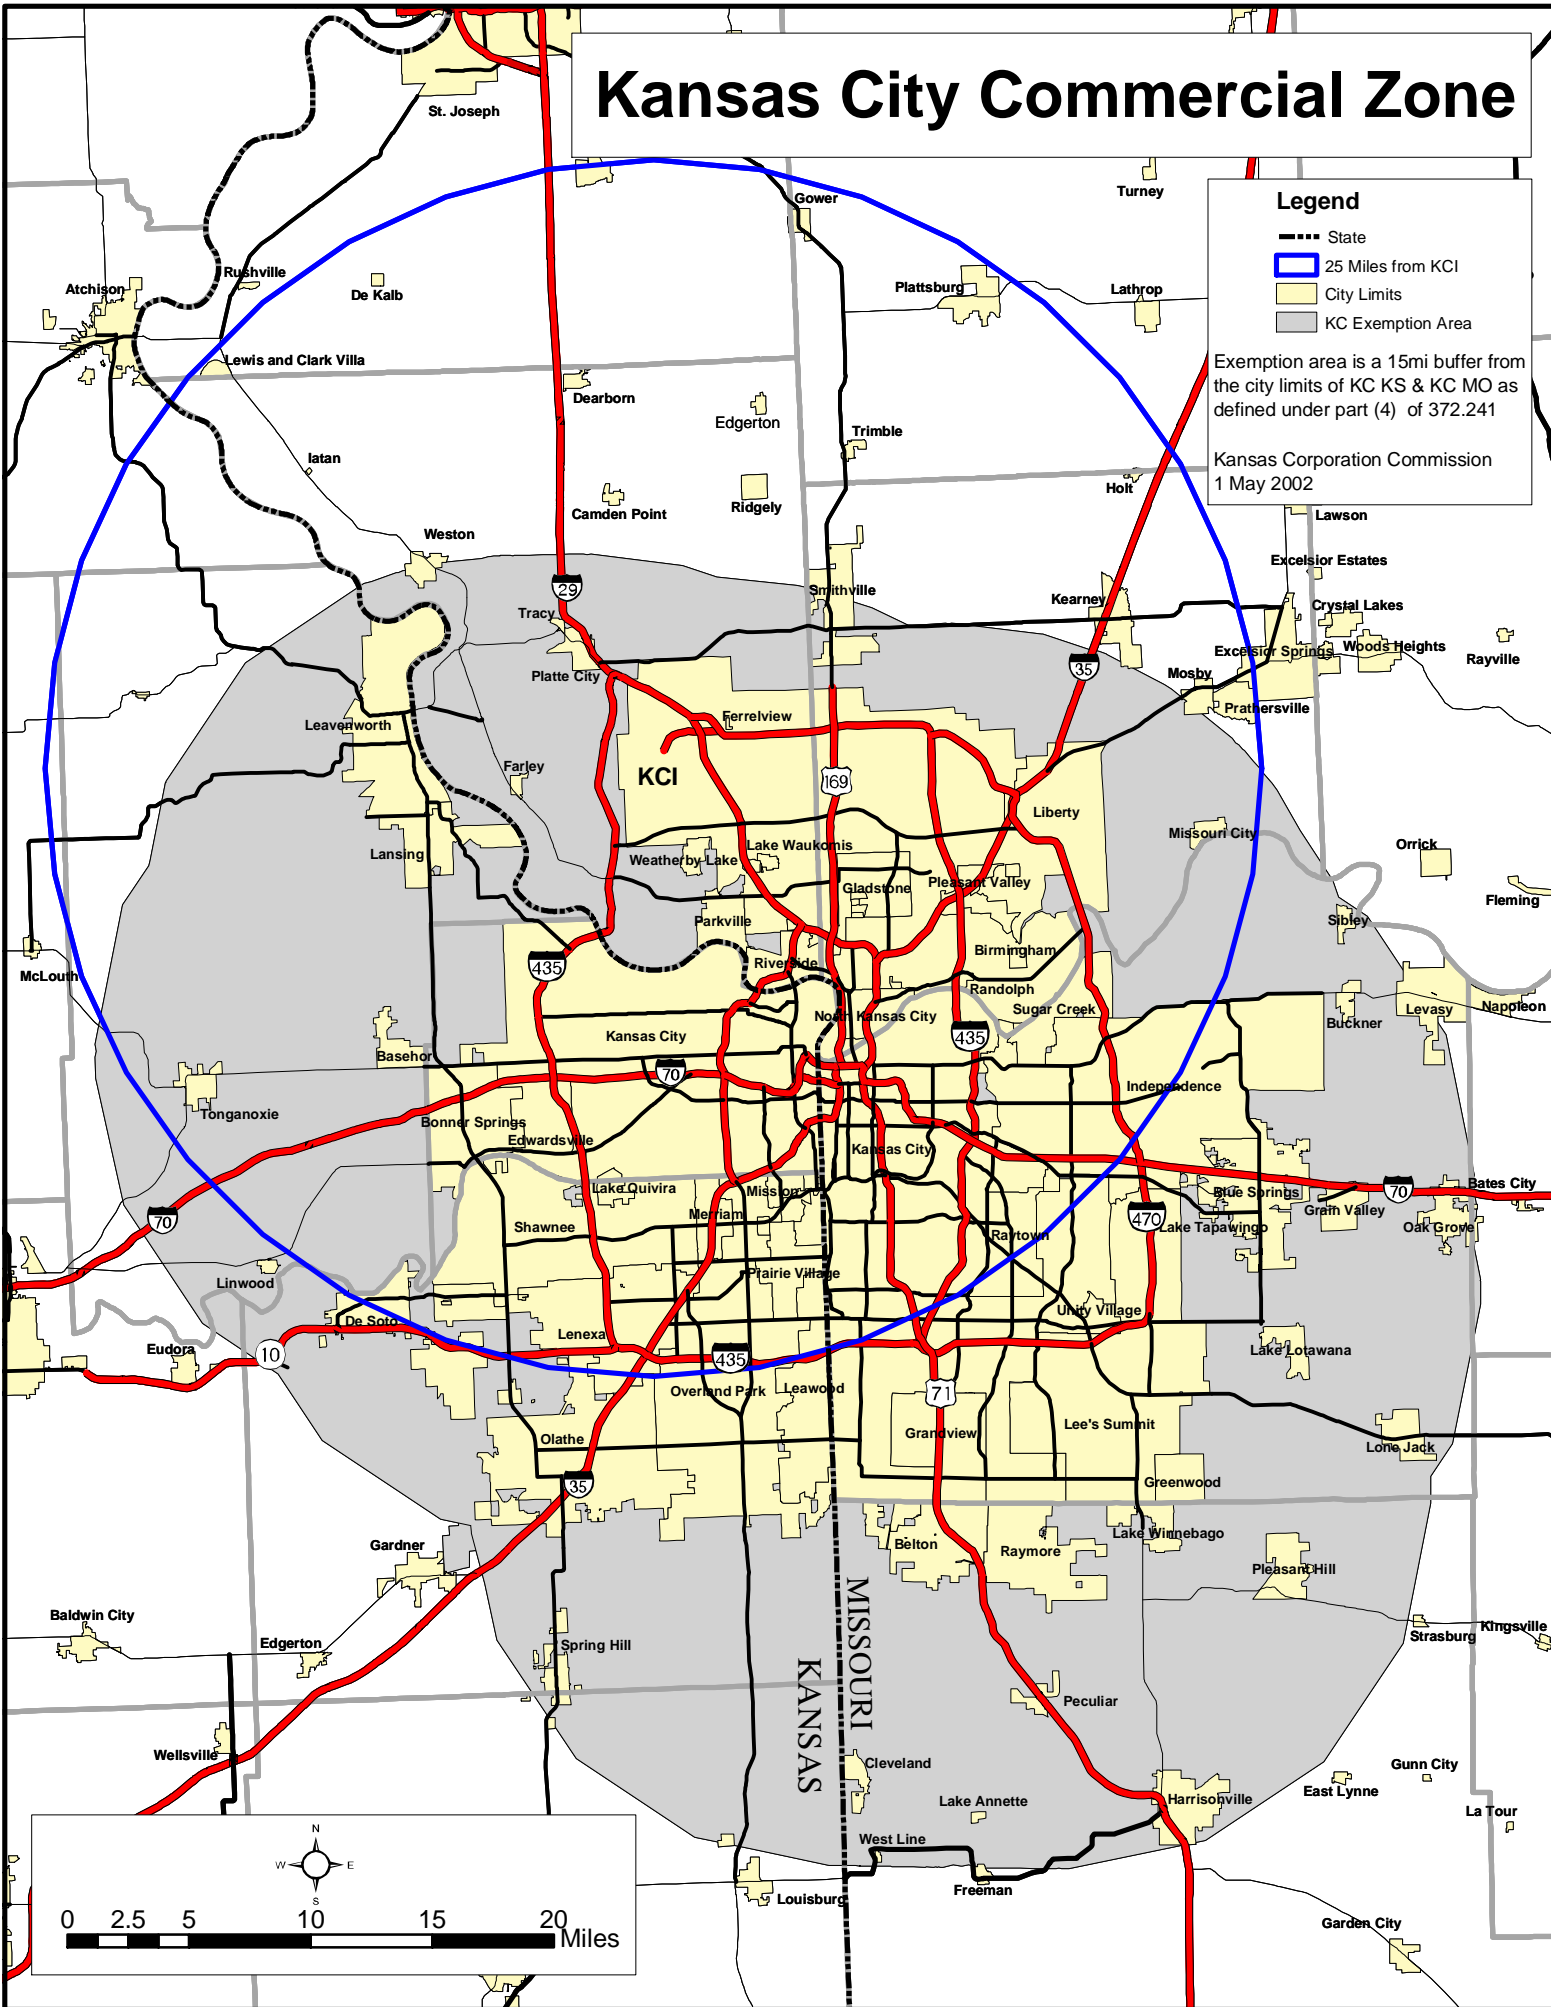 Kansas City Commercial Zone
St. Joseph
Turney
Gower
Legend
State
25 Miles from KCI
City Limits
KC Exemption Area
Exemption area is a 15mi buffer from
the city limits of KC KS & KC MO as
defined under part (4) of 372.241
Kansas Corporation Commission
1 May 2002
Rushville
Atchison
De Kalb
Plattsburg
Lathrop
Lewis and Clark Villa
Dearborn
Edgerton
Trimble
Iatan
Camden Point
Ridgely
Holt
Lawson
Weston
Excelsior Estates
29
Smithville
Kearney
Crystal Lakes
Tracy
Excelsior Springs
Woods Heights
Rayville
35
Platte City
Mosby
Prathersville
Leavenworth
Ferrelview
Farley
KCI
169
Liberty
Missouri City
Lansing
Weatherby Lake
Lake Waukomis
Orrick
Gladstone
Pleasant Valley
Fleming
Parkville
Sibley
Birmingham
McLouth
435
Riverside
Randolph
Sugar Creek
Levasy
Napoleon
Buckner
North Kansas City
Kansas City
435
Basehor
70
Independence
Tonganoxie
Bonner Springs
Edwardsville
Kansas City
Lake Quivira
Mission
Blue Springs
70
Bates City
Merriam
Grain Valley
70
Shawnee
470
Lake Tapawingo
Oak Grove
Raytown
Linwood
Prairie Village
Unity Village
De Soto
Lenexa
Eudora
10
435
Lake Lotawana
Overland Park
Leawood
71
Lee's Summit
Grandview
Olathe
Lone Jack
35
Greenwood
Gardner
Belton
Raymore
Lake Winnebago
Pleasant Hill
Baldwin City
Edgerton
Spring Hill
MISSOURI
KANSAS
Strasburg
Kingsville
Peculiar
Wellsville
Cleveland
Gunn City
East Lynne
Lake Annette
Harrisonville
La Tour
West Line
Freeman
Louisburg
Garden City
N
W
E
S
0 2.5 5 10 15 20
Miles